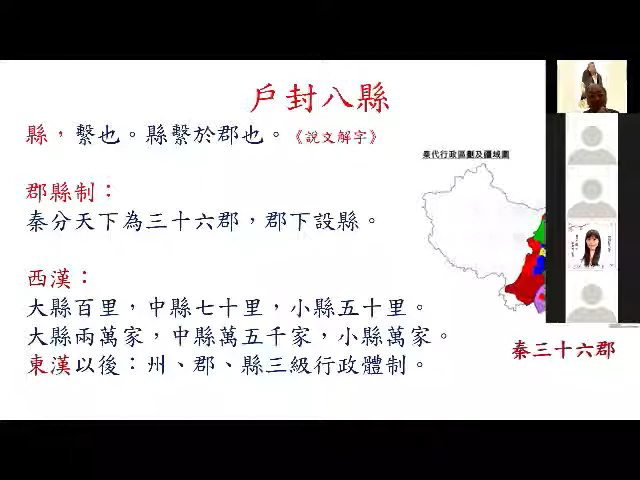 戶封八縣
縣，繫也。縣繫於郡也。《說文解字》
秦代行政區劃及疆域圖
郡縣制：
秦分天下為三十六郡，郡下設縣。
西漢：
大縣百里，中縣七十里，小縣五十里。
大縣兩萬家，中縣萬五千家，小縣萬家。
東漢以後：州、郡、縣三級行政體制。
秦三十六郡